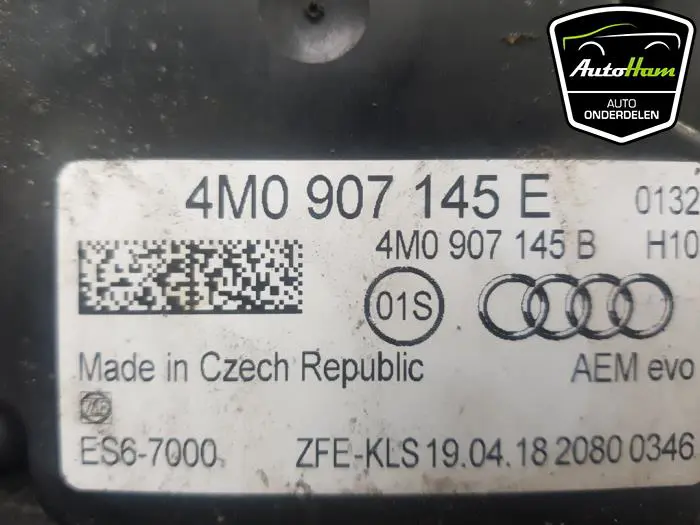 AutoHam
AUTO
ONDERDELEN
4M0 907 145 E 0132
4M0 907 145 B H10
01S
Made in Czech Republic AEM evo
ES6-7000 ZFE-KLS 19.04.18 2080 0346